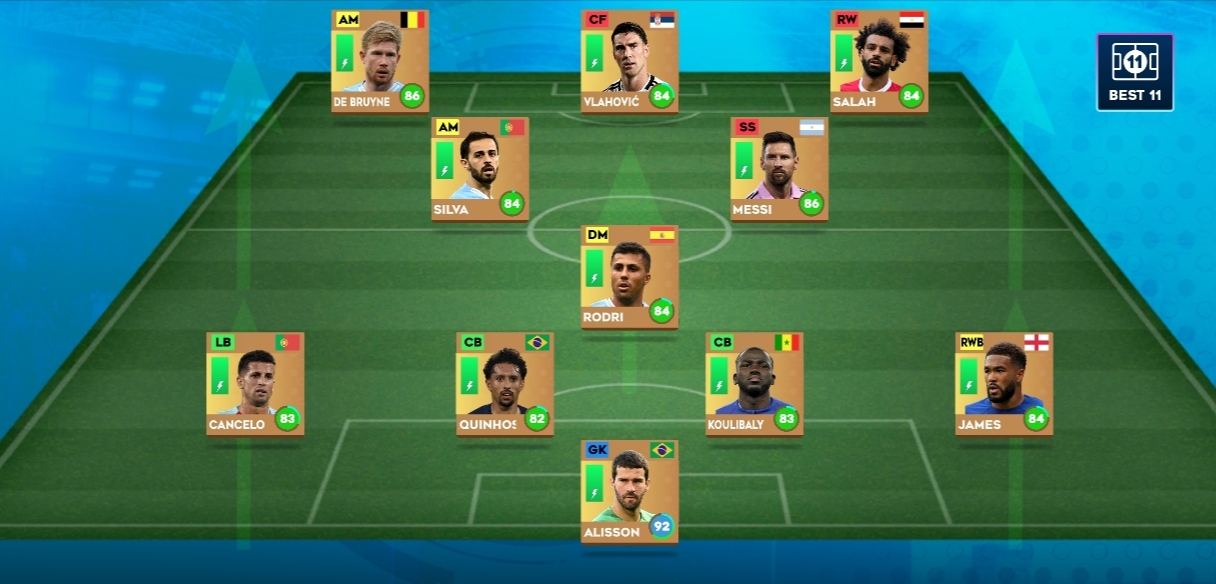 AM
DE BRUYNE 86
CF
VLAHOVIĆ 84
RW
SALAH 84
11
BEST 11
AM
SILVA 84
SS
MESSI 86
DM
RODRI 84
LB
CANCELO 83
CB
QUINHOS 82
CB
KOULIBALY 83
RWB
JAMES 84
GK
ALISSON 92